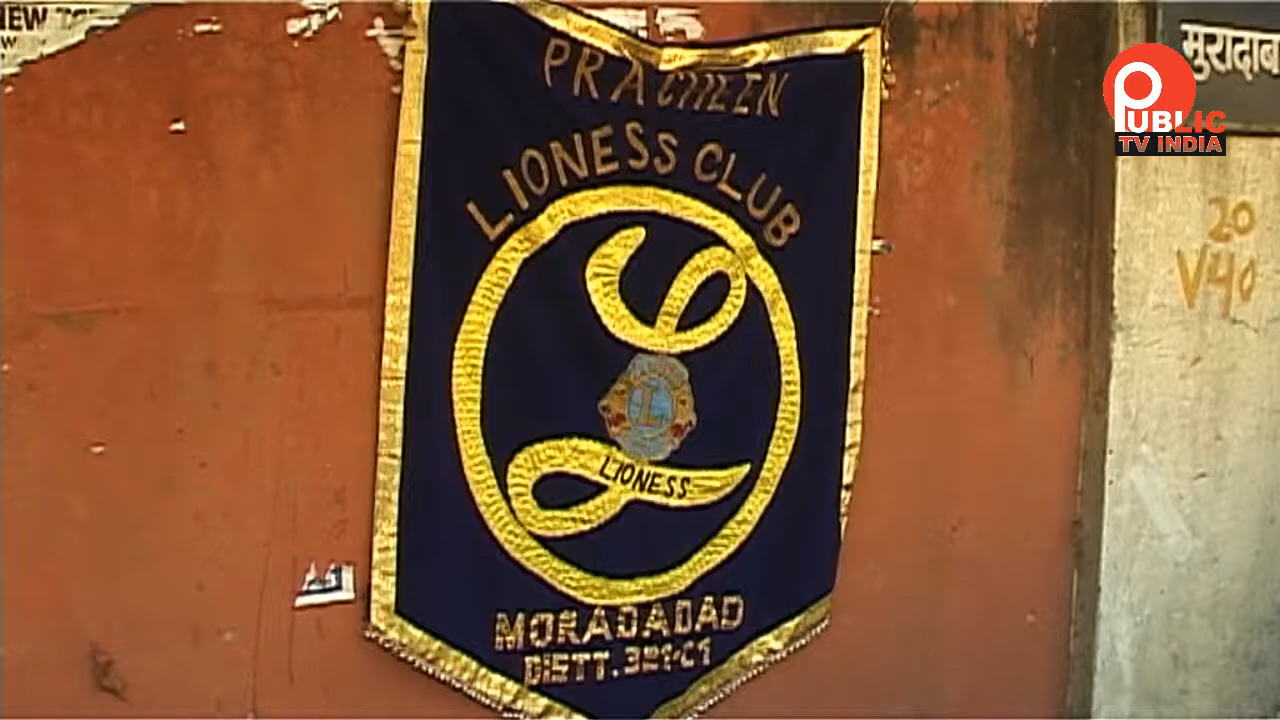 PRACHEEN
LIONESS CLUB
L
LIONESS
MORADADAD
DISTT. 321-C1
मुरादाब
PUBLIC
TV INDIA
20
V40